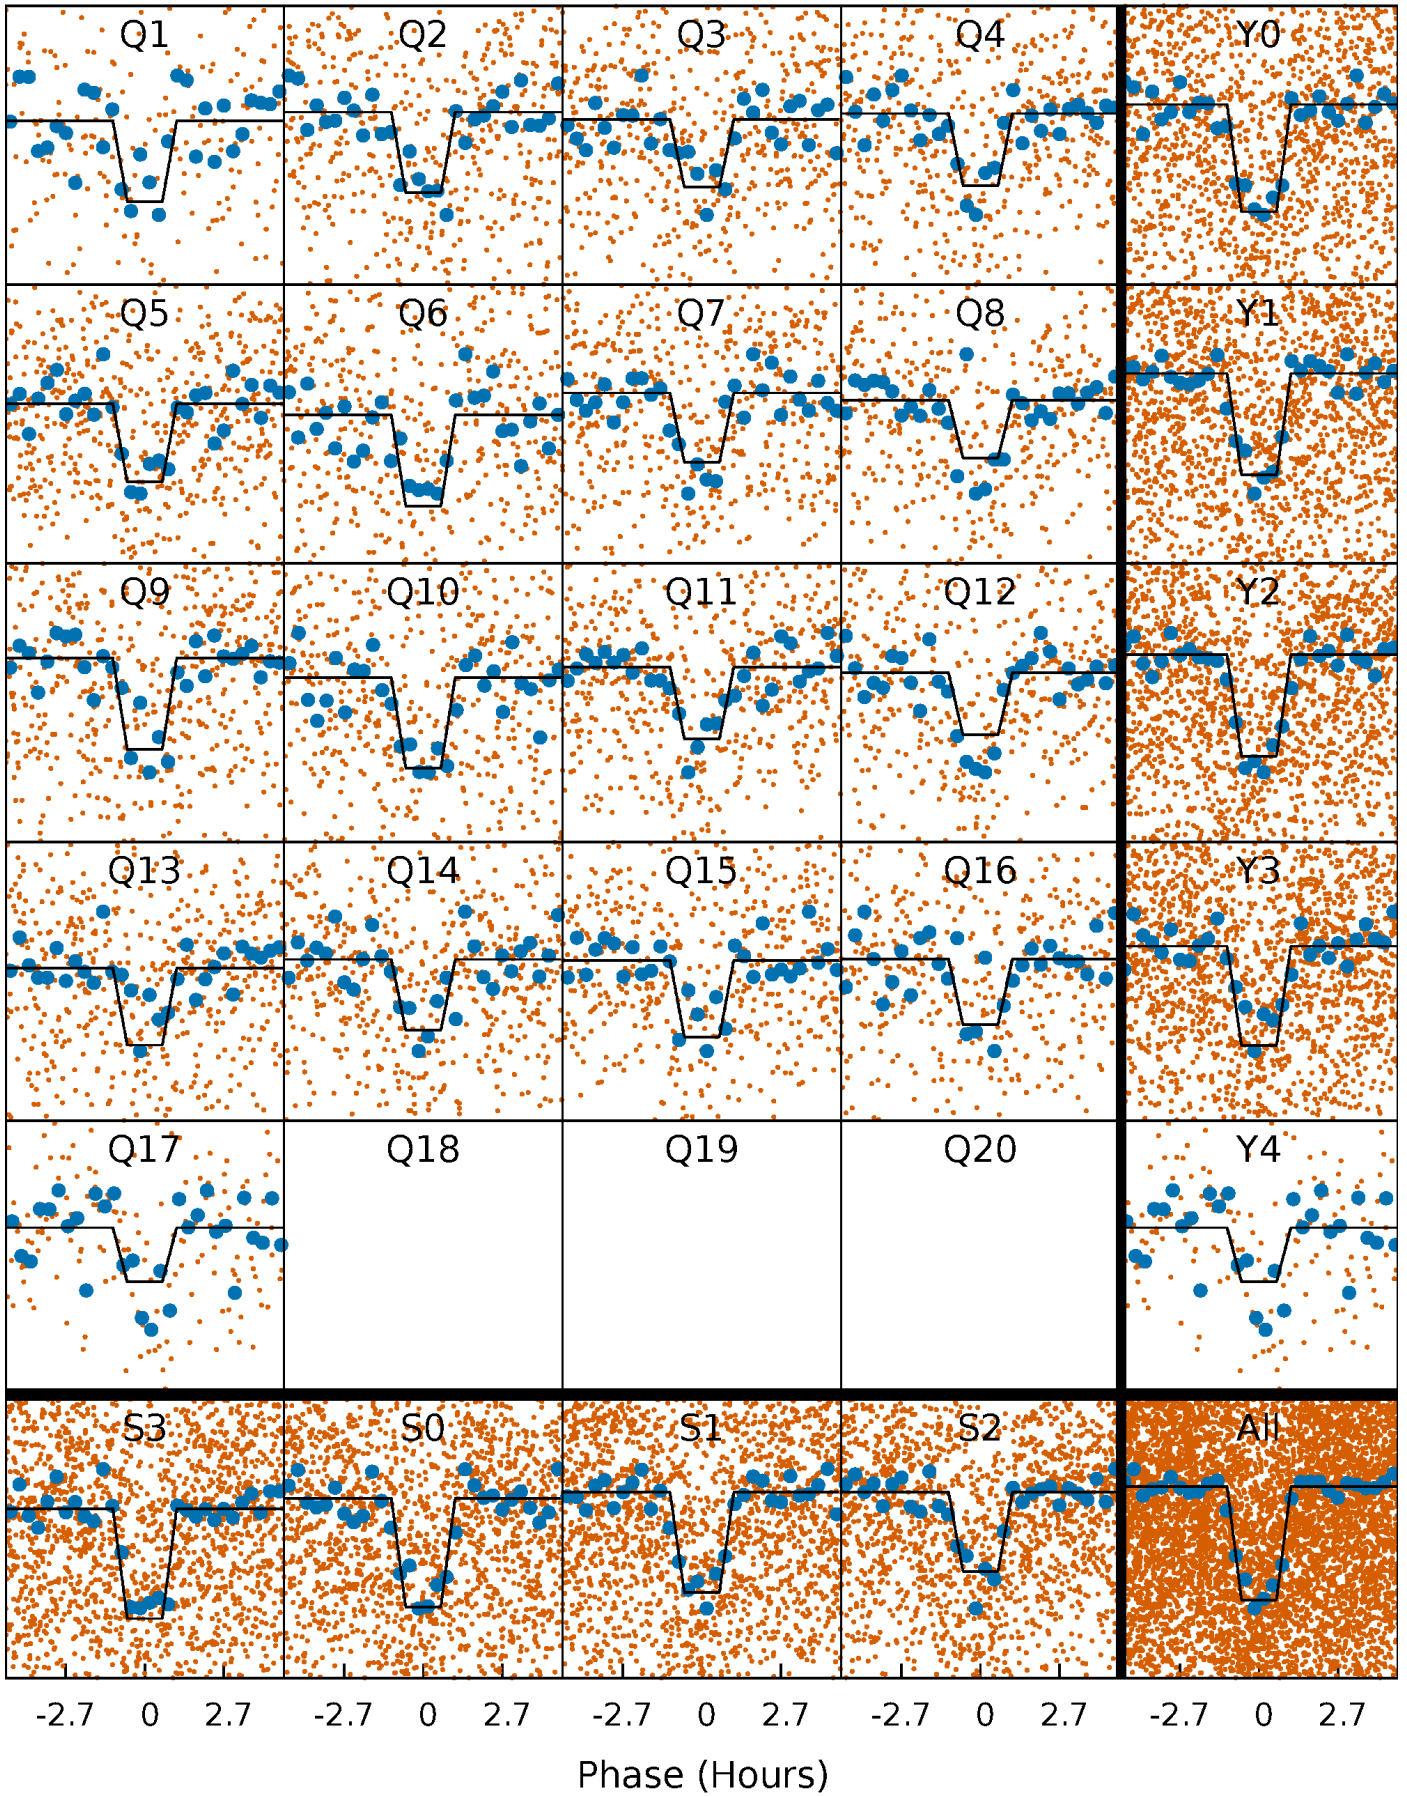 Q1 Q2 Q3 Q4 Y0
Q5 Q6 Q7 Q8 Y1
Q9 Q10 Q11 Q12 Y2
Q13 Q14 Q15 Q16 Y3
Q17 Q18 Q19 Q20 Y4
S3 S0 S1 S2 All
-2.7 0 2.7 -2.7 0 2.7 -2.7 0 2.7 -2.7 0 2.7 -2.7 0 2.7
Phase (Hours)